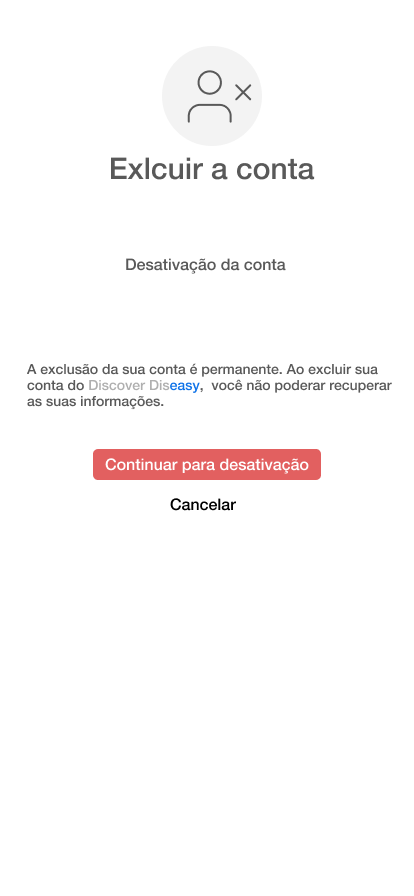 Exlcuir a conta
Desativação da conta
A exclusão da sua conta é permanente. Ao excluir sua
conta do Discover Diseasy,  você não poderar recuperar
as suas informações.
Continuar para desativação
Cancelar